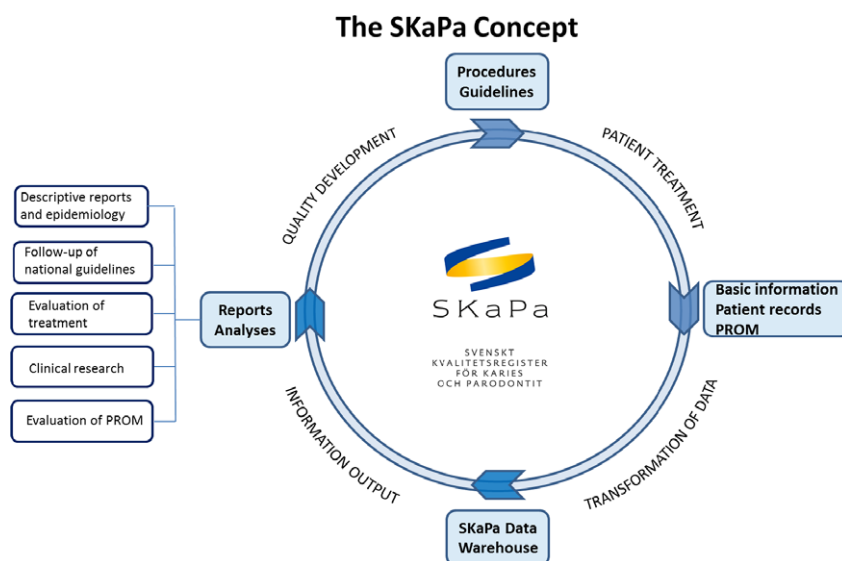 The SKaPa Concept
Procedures
Guidelines
QUALITY DEVELOPMENT
PATIENT TREATMENT
Descriptive reports
and epidemiology
Follow-up of
national guidelines
Evaluation of
treatment
Clinical research
Evaluation of PROM
Reports
Analyses
SKaPa
SVENSKT
KVALITETSREGISTER
FÖR KARIES
OCH PARODONTIT
Basic information
Patient records
PROM
INFORMATION OUTPUT
TRANSFORMATION OF DATA
SKaPa Data
Warehouse